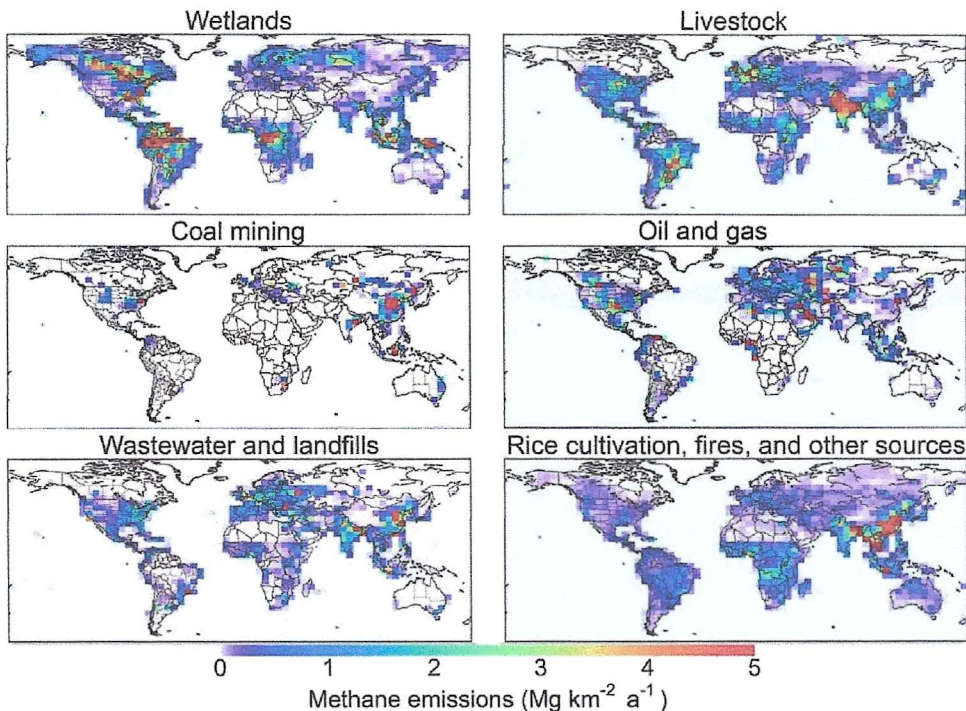 Wetlands
Livestock
Coal mining
Oil and gas
Wastewater and landfills
Rice cultivation, fires, and other sources
0 1 2 3 4 5
Methane emissions (Mg km⁻² a⁻¹)